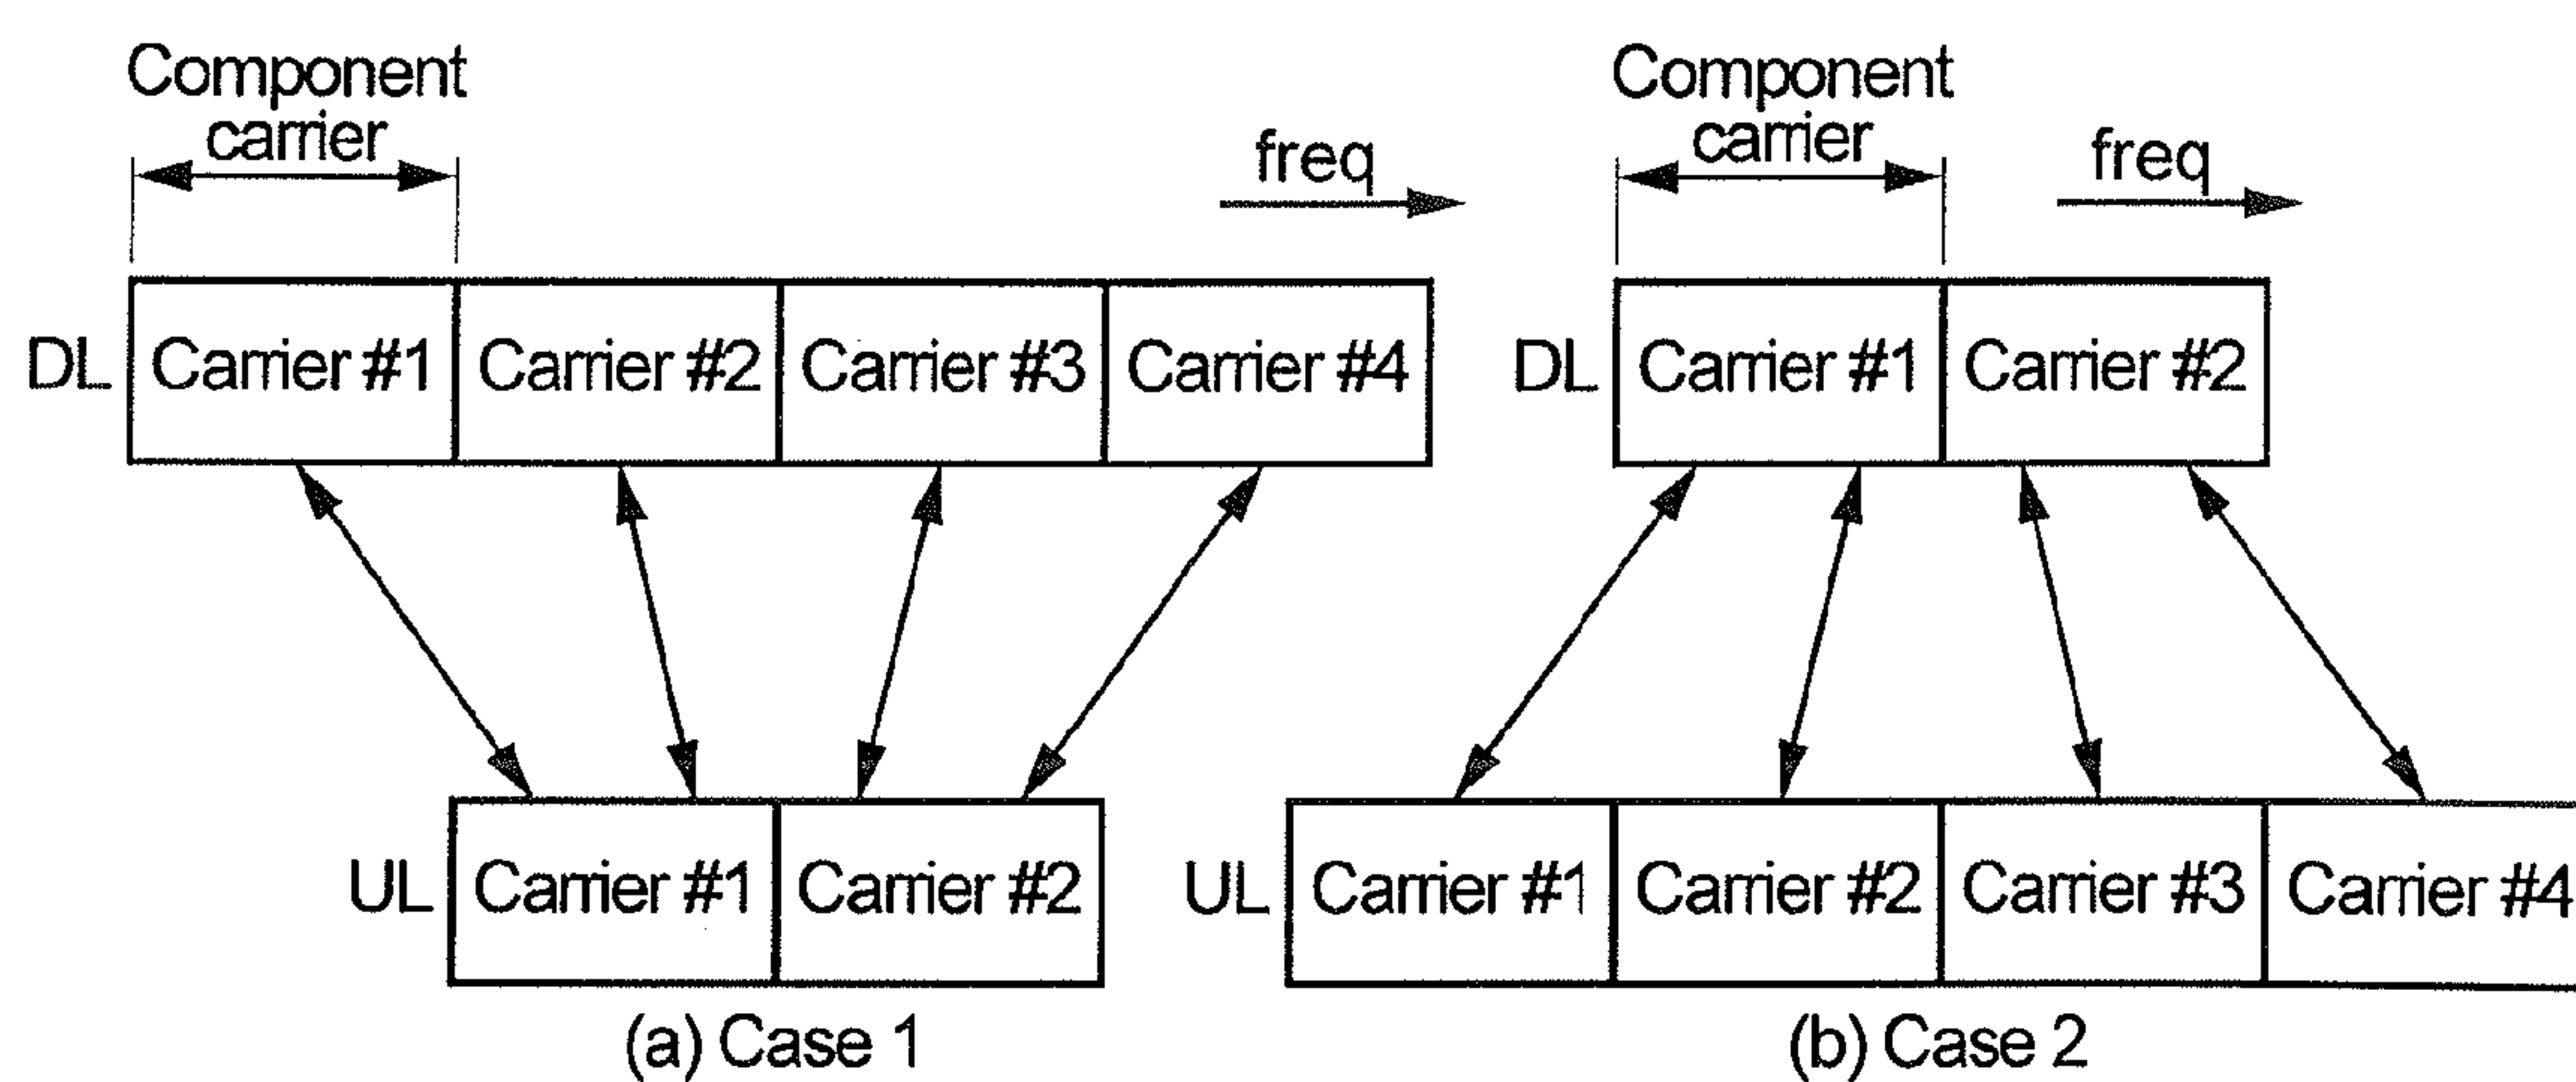 Component
carrier
freq
DL Carrier #1 Carrier #2 Carrier #3 Carrier #4
UL Carrier #1 Carrier #2
(a) Case 1
Component
carrier
freq
DL Carrier #1 Carrier #2
UL Carrier #1 Carrier #2 Carrier #3 Carrier #4
(b) Case 2